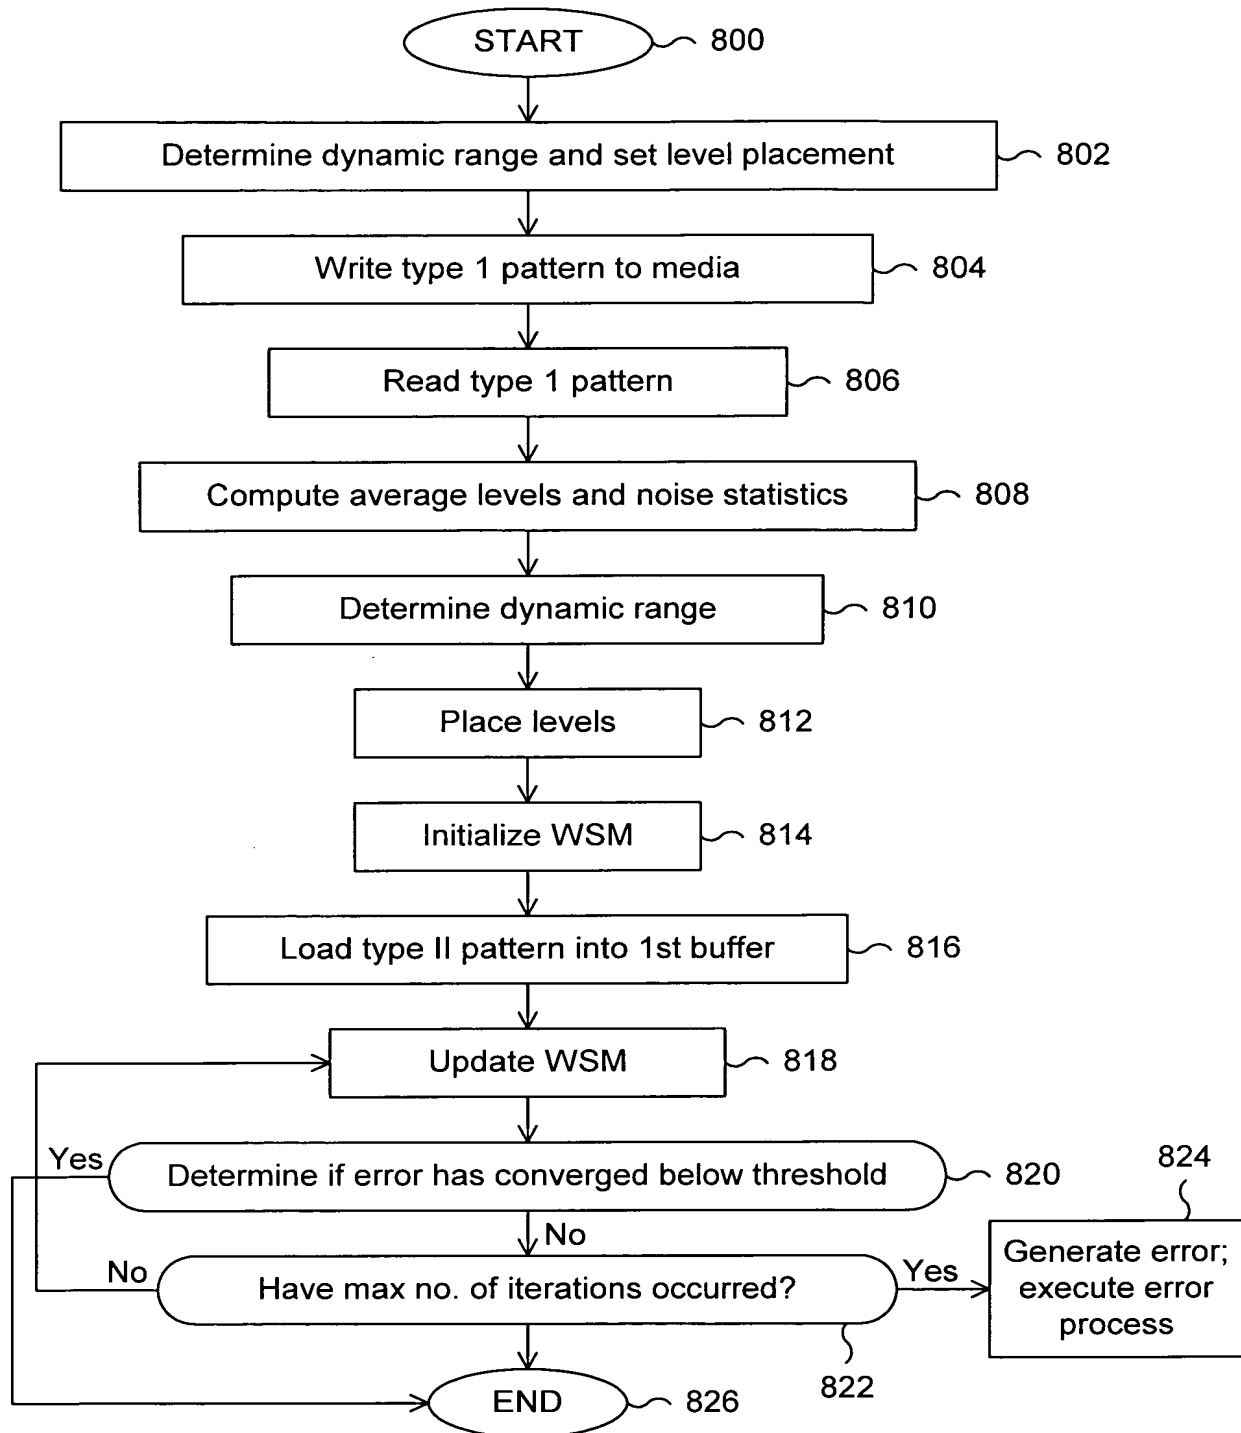 START
800
Determine dynamic range and set level placement
802
Write type 1 pattern to media
804
Read type 1 pattern
806
Compute average levels and noise statistics
808
Determine dynamic range
810
Place levels
812
Initialize WSM
814
Load type II pattern into 1st buffer
816
Update WSM
818
Yes
Determine if error has converged below threshold
820
824
No
No
Have max no. of iterations occurred?
Yes
Generate error;
execute error
process
822
END
826